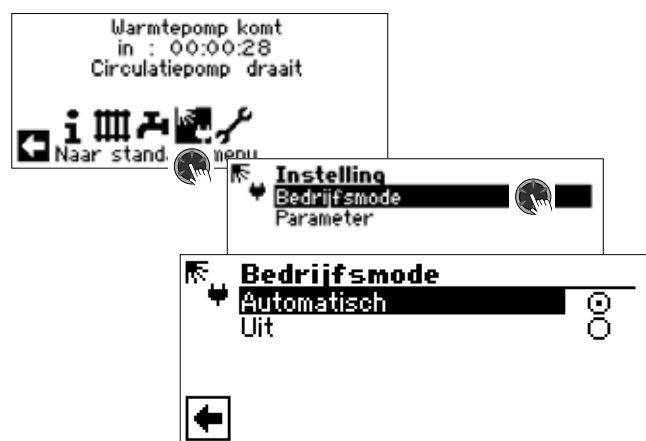 Warmtepomp komt
in : 00:00:28
Circulatiepomp draait
Naar stand menu
Instelling
Bedrijfsmode
Parameter
Bedrijfsmode
Automatisch
Uit